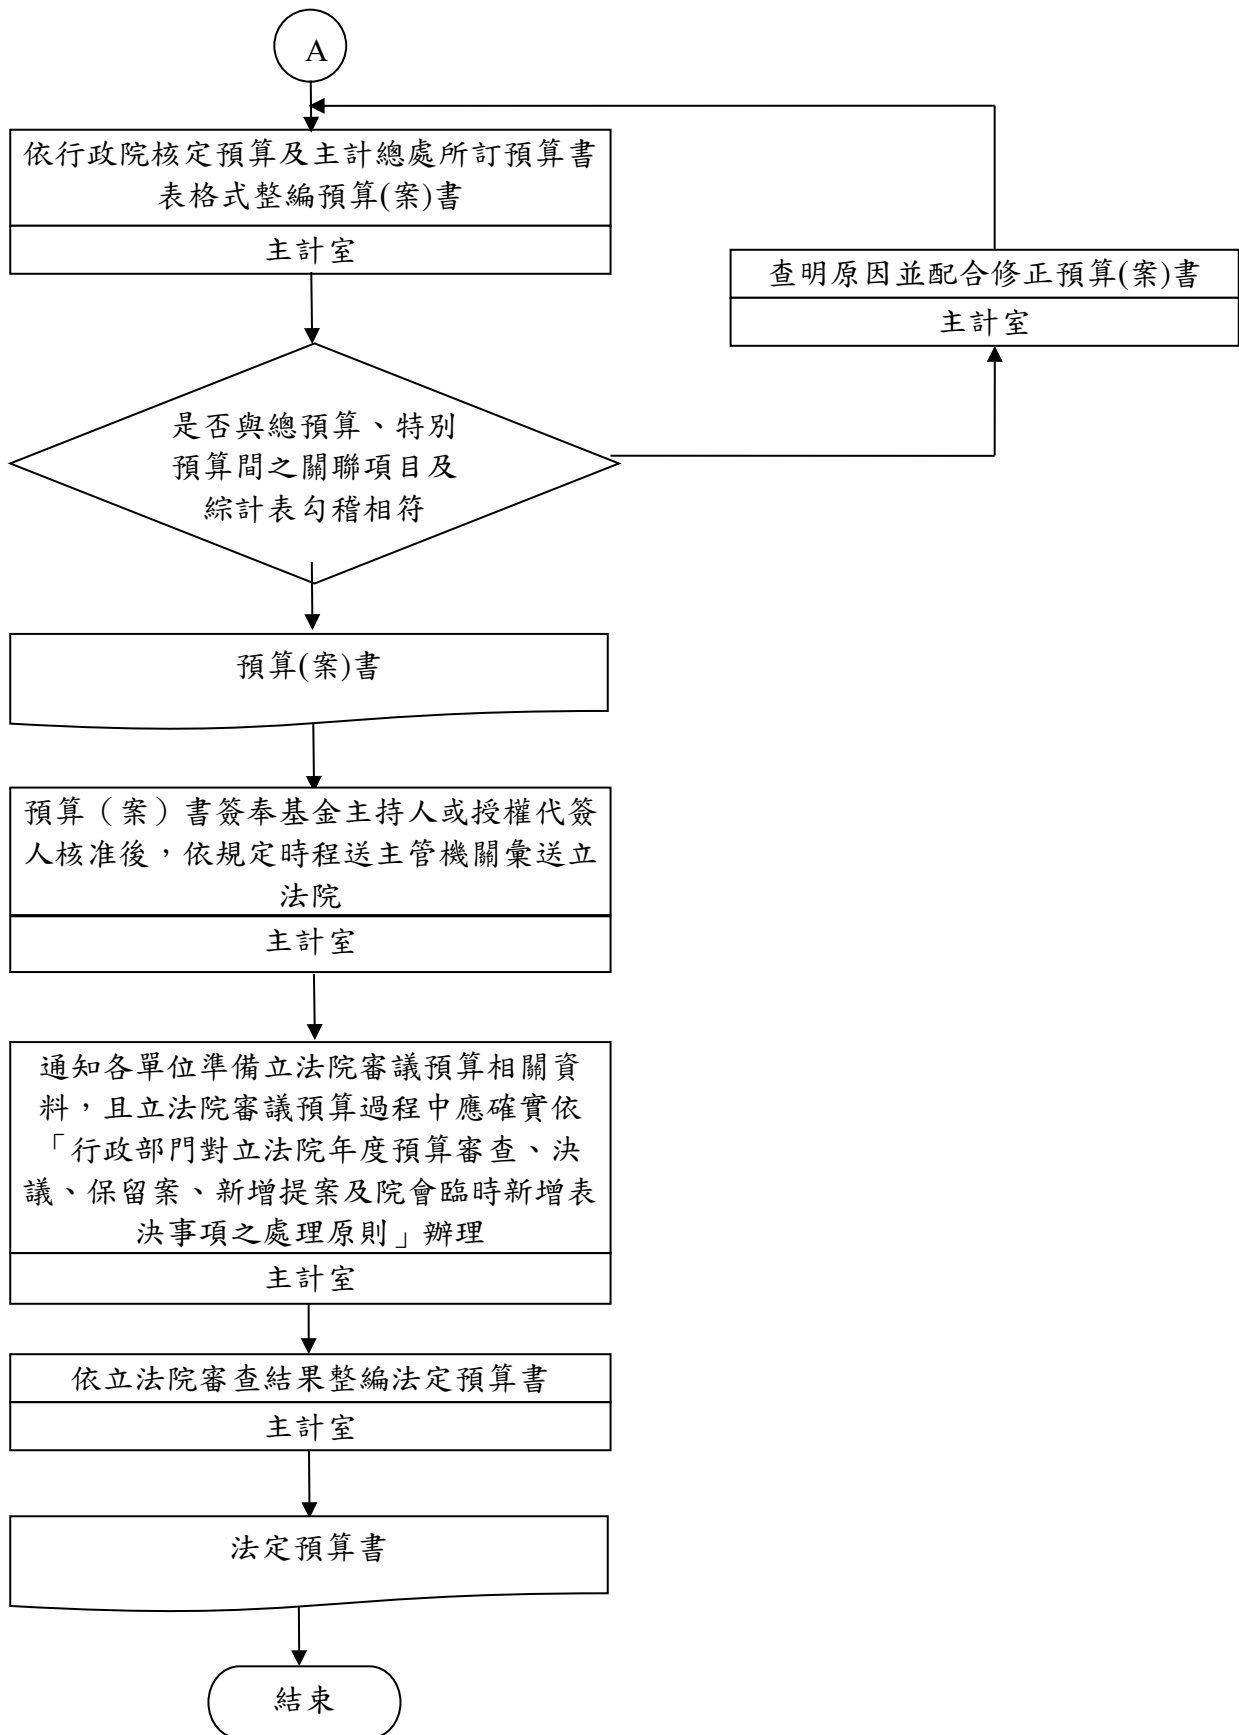 A
依行政院核定預算及主計總處所訂預算書
表格式整編預算(案)書
主計室
查明原因並配合修正預算(案)書
主計室
是否與總預算、特別
預算間之關聯項目及
綜計表勾稽相符
預算(案)書
預算（案）書簽奉基金主持人或授權代簽
人核准後，依規定時程送主管機關彙送立
法院
主計室
通知各單位準備立法院審議預算相關資
料，且立法院審議預算過程中應確實依
「行政部門對立法院年度預算審查、決
議、保留案、新增提案及院會臨時新增表
決事項之處理原則」辦理
主計室
依立法院審查結果整編法定預算書
主計室
法定預算書
結束